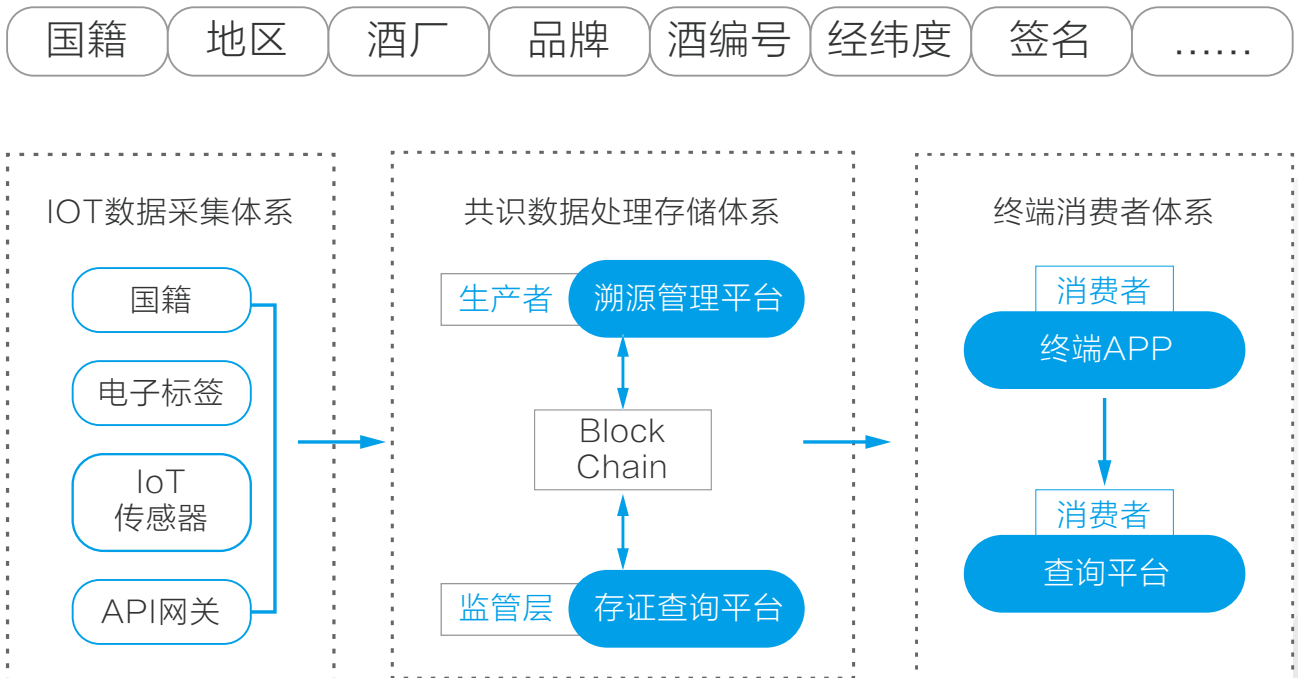 国籍 地区 酒厂 品牌 酒编号 经纬度 签名 ……
IOT数据采集体系
国籍
电子标签
IoT
传感器
API网关
共识数据处理存储体系
生产者 溯源管理平台
Block
Chain
监管层 存证查询平台
终端消费者体系
消费者
终端APP
消费者
查询平台